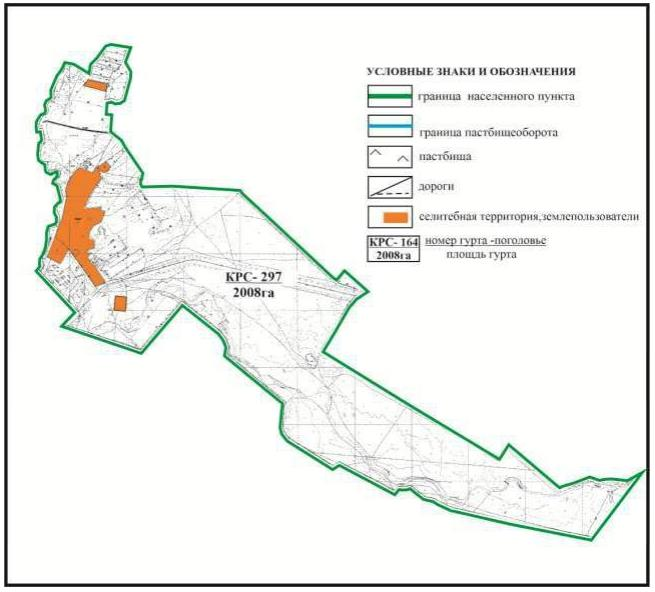 УСЛОВНЫЕ ЗНАКИ И ОБОЗНАЧЕНИЯ
граница населенного пункта
граница пастбищеоборота
пастбища
дороги
селитебная территория,землепользователи
КРС- 164
2008га
номер гурта -поголовье
площдь гурта
КРС- 297
2008га